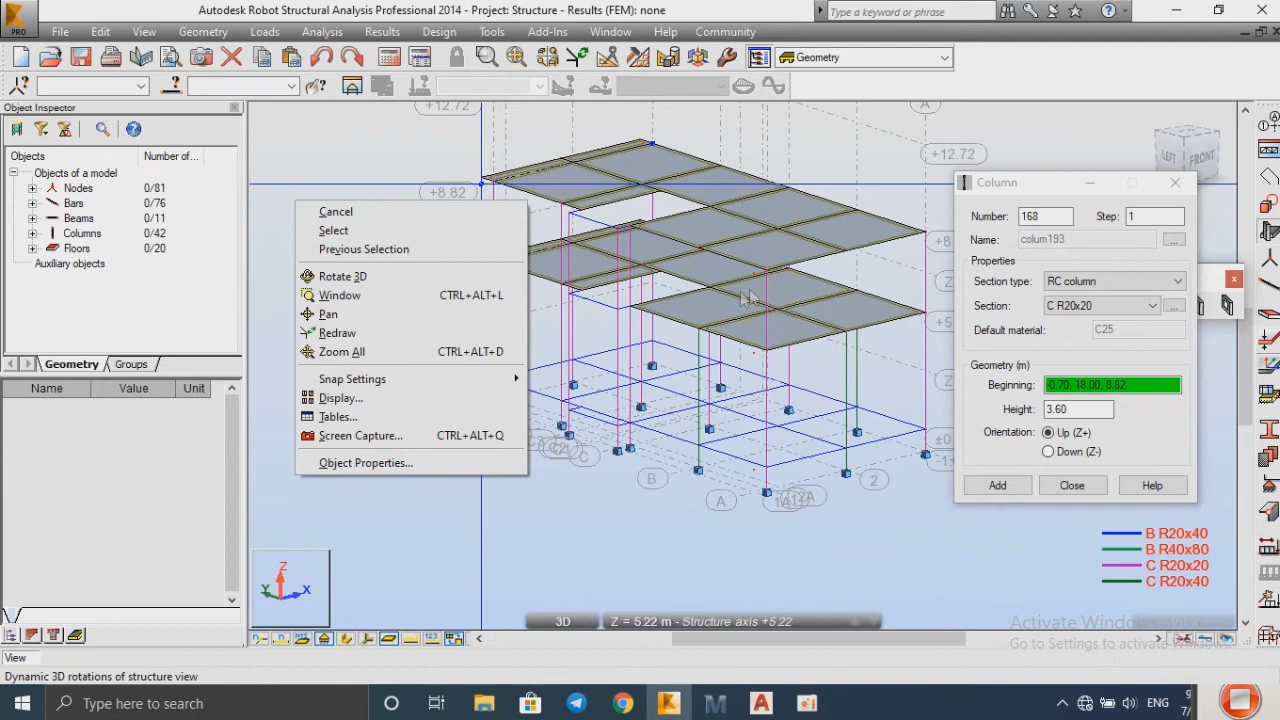 Autodesk Robot Structural Analysis Professional 2014 - Project: Structure - Results (FEM): none
Type a keyword or phrase
PRO
File Edit View Geometry Loads Analysis Results Design Tools Add-Ins Window Help Community
Geometry
Object Inspector
Objects Number of...
Objects of a model
Nodes 0/81
Bars 0/76
Beams 0/11
Columns 0/42
Floors 0/20
Auxiliary objects
Geometry Groups
Name Value Unit
+12.72
A
+12.72
+8.82
LEFT FRONT
Cancel
Select
Previous Selection
Rotate 3D
Window CTRL+ALT+L
Pan
Redraw
Zoom All CTRL+ALT+D
Snap Settings
Display...
Tables...
Screen Capture... CTRL+ALT+Q
Object Properties...
Column
Number: 168 Step: 1
Name: colum193
Properties
Section type: RC column
Section: C R20x20
Default material: C25
Geometry (m)
Beginning: -0.70, 18.00, 8.82
Height: 3.60
Orientation: Up (Z+)
Down (Z-)
Add Close Help
C
B
A
2
B R20x40
B R40x80
C R20x20
C R20x40
Z
Y
X
3D Z = 5.22 m - Structure axis +5.22
Activate Windows
Go to Settings to activate Windows.
View
Dynamic 3D rotations of structure view
Type here to search
ENG